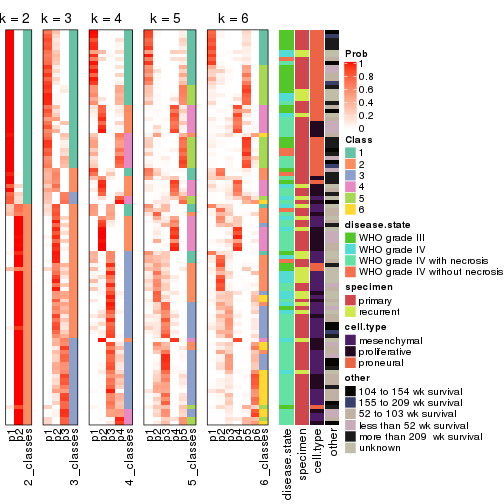 k = 2
k = 3
k = 4
k = 5
k = 6
Prob
1
0.8
0.6
0.4
0.2
0
Class
1
2
3
4
5
6
disease.state
WHO grade III
WHO grade IV
WHO grade IV with necrosis
WHO grade IV without necrosis
specimen
primary
recurrent
cell.type
mesenchymal
proliferative
proneural
other
104 to 154 wk survival
155 to 209 wk survival
52 to 103 wk survival
less than 52 wk survival
more than 209 wk survival
unknown
p1
p2
2_classes
p1
p2
p3
3_classes
p1
p2
p3
p4
4_classes
p1
p2
p3
p4
p5
5_classes
p1
p2
p3
p4
p5
p6
6_classes
disease.state
specimen
cell.type
other